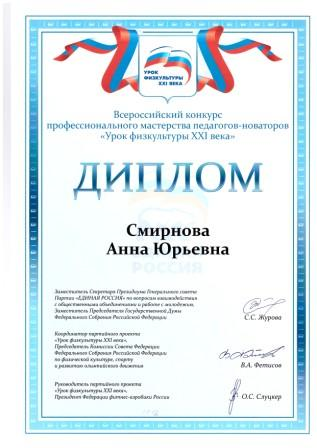 УРОК
ФИЗКУЛЬТУРЫ
XXI ВЕКА
Всероссийский конкурс
профессионального мастерства педагогов-новаторов
«Урок физкультуры XXI века»
ДИПЛОМ
Смирнова
Анна Юрьевна
РОССИЯ
Заместитель Секретаря Президиума Генерального совета
Партии «ЕДИНАЯ РОССИЯ» по вопросам взаимодействия
с общественными объединениями и работе с молодежью,
Заместитель Председателя Государственной Думы
Федерального Собрания Российской Федерации
С.С. Журова
Координатор партийного проекта
«Урок физкультуры XXI века»,
Председатель Комиссии Совета Федерации
Федерального Собрания Российской Федерации
по физической культуре, спорту
и развитию олимпийского движения
В.А. Фетисов
Руководитель партийного проекта
«Урок физкультуры XXI века»,
Президент Федерации фитнес-аэробики России
О.С. Слуцкер